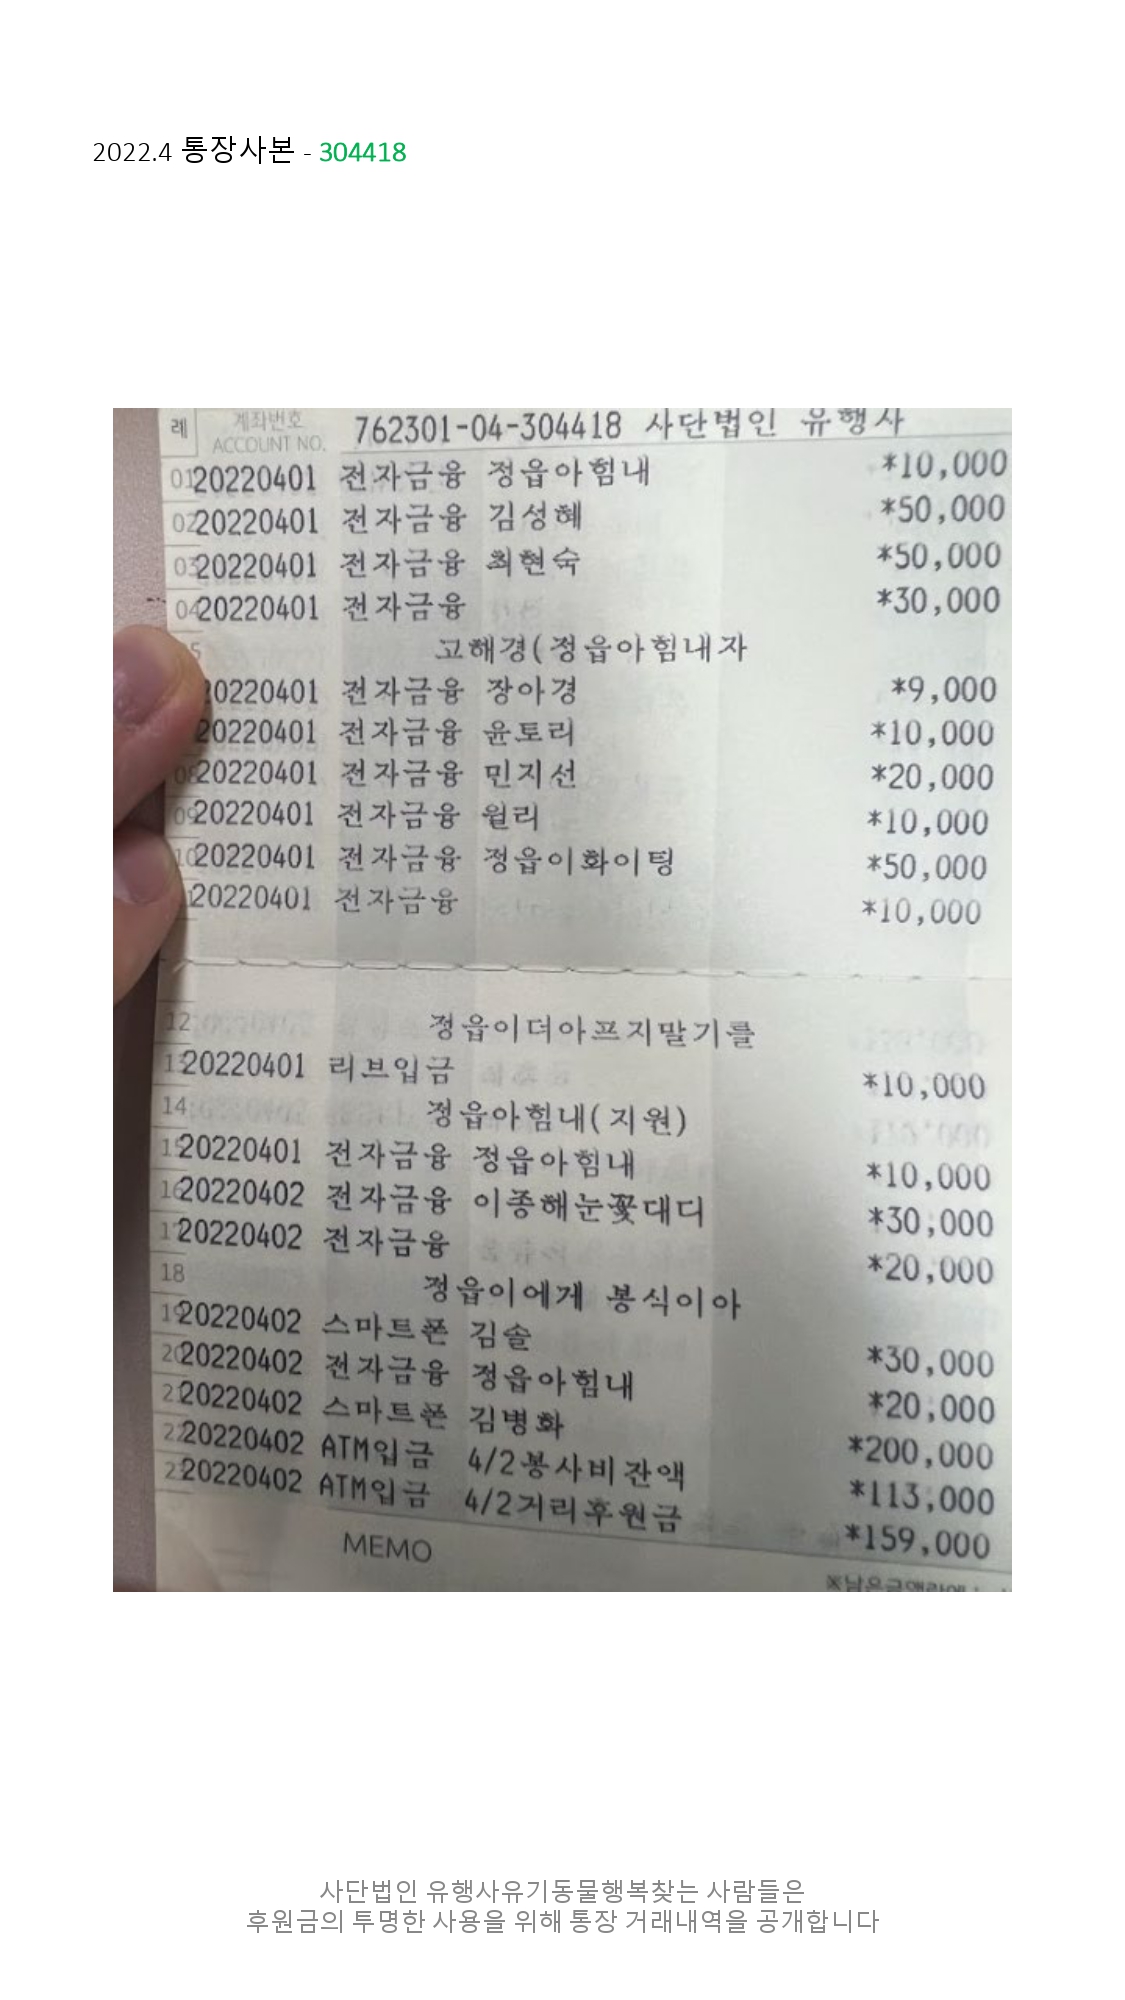 2022.4 통장사본 - 304418
례 계좌번호
ACCOUNT NO. 762301-04-304418 사단법인 유행사
01 20220401 전자금융 정읍아힘내 *10,000
02 20220401 전자금융 김성혜 *50,000
03 20220401 전자금융 최현숙 *50,000
04 20220401 전자금융 *30,000
05 고해경(정읍아힘내자
20220401 전자금융 장아경 *9,000
20220401 전자금융 윤토리 *10,000
08 20220401 전자금융 민지선 *20,000
09 20220401 전자금융 월리 *10,000
10 20220401 전자금융 정읍이화이팅 *50,000
20220401 전자금융 *10,000
12 정읍이더아프지말기를
13 20220401 리브입금 *10,000
14 정읍아힘내(지원)
15 20220401 전자금융 정읍아힘내 *10,000
16 20220402 전자금융 이종해눈꽃대디 *30,000
17 20220402 전자금융 *20,000
18 정읍이에게 봉식이아
19 20220402 스마트폰 김솔 *30,000
20 20220402 전자금융 정읍아힘내 *20,000
21 20220402 스마트폰 김병화 *200,000
22 20220402 ATM입금 4/2봉사비잔액 *113,000
23 20220402 ATM입금 4/2거리후원금 *159,000
MEMO
사단법인 유행사유기동물행복찾는 사람들은
후원금의 투명한 사용을 위해 통장 거래내역을 공개합니다